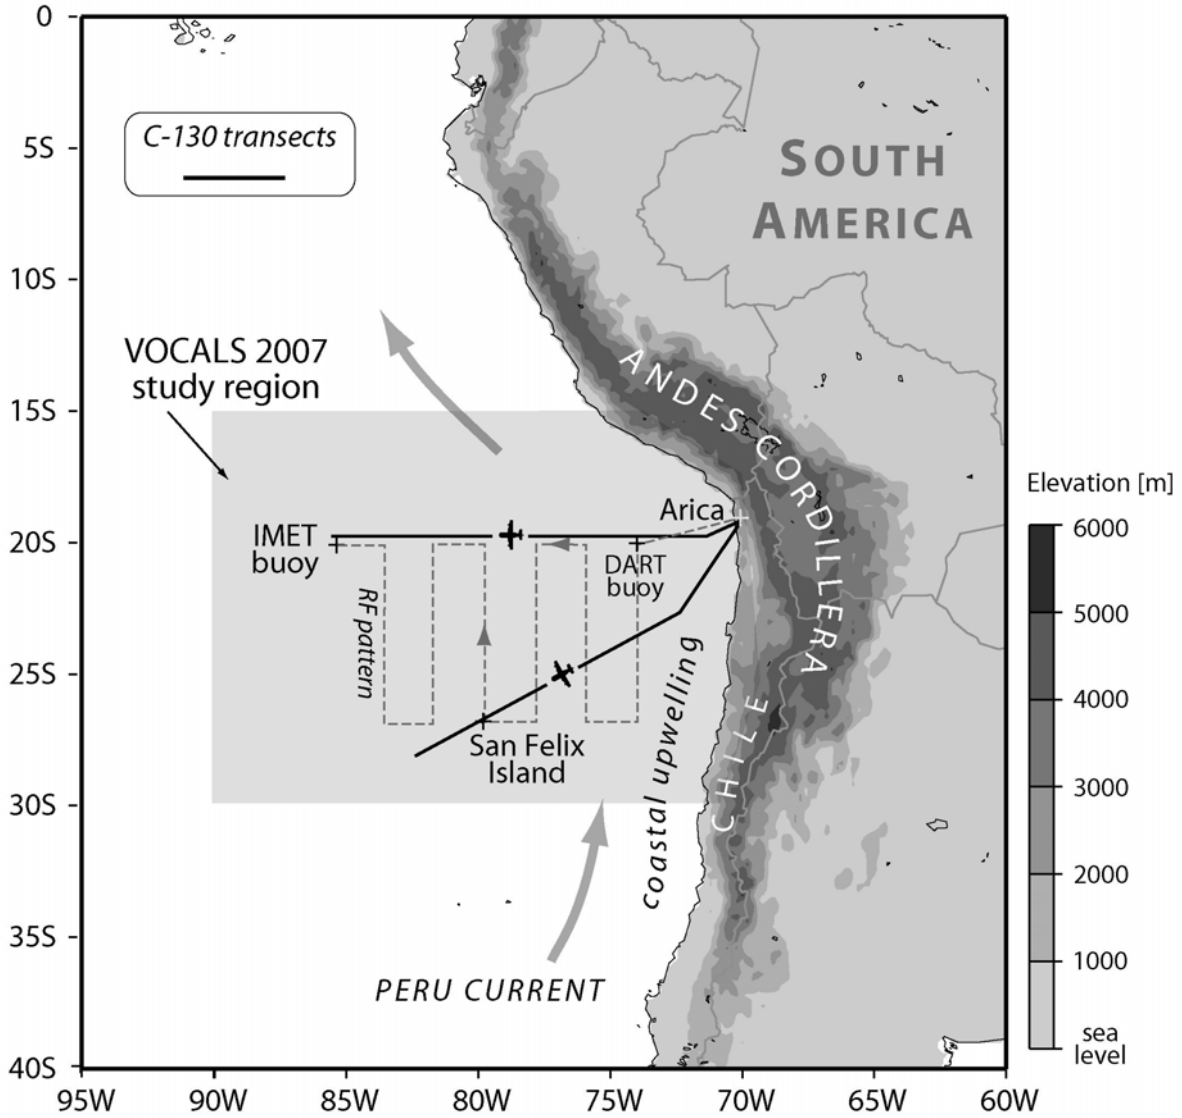 0
5S
10S
15S
20S
25S
30S
35S
40S
95W
90W
85W
80W
75W
70W
65W
60W
C-130 transects
SOUTH
AMERICA
VOCALS 2007
study region
ANDES CORDILLERA
Arica
IMET
buoy
DART
buoy
RF pattern
San Felix
Island
coastal upwelling
CHILE
PERU CURRENT
Elevation [m]
6000
5000
4000
3000
2000
1000
sea
level